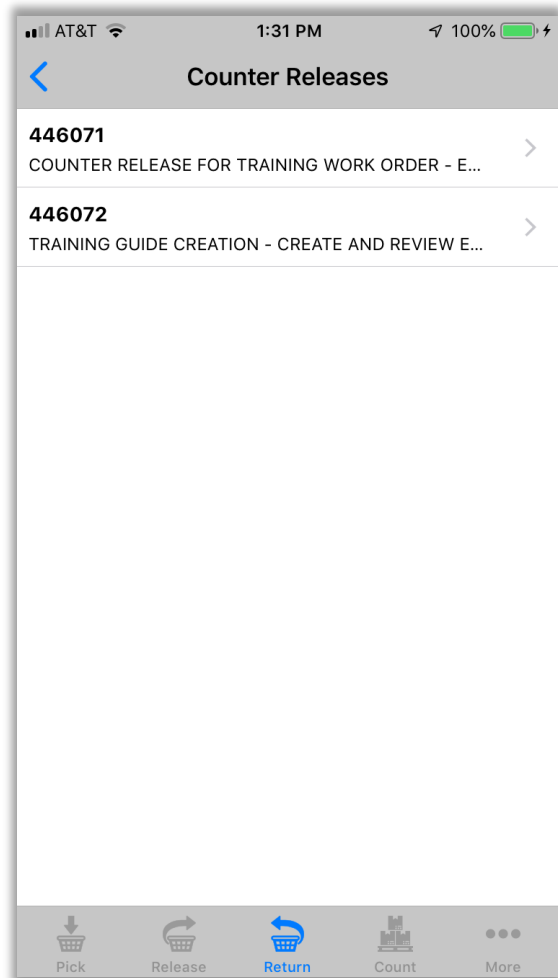 AT&T 1:31 PM 100%
Counter Releases
446071
COUNTER RELEASE FOR TRAINING WORK ORDER - E...
446072
TRAINING GUIDE CREATION - CREATE AND REVIEW E...
Pick Release Return Count More